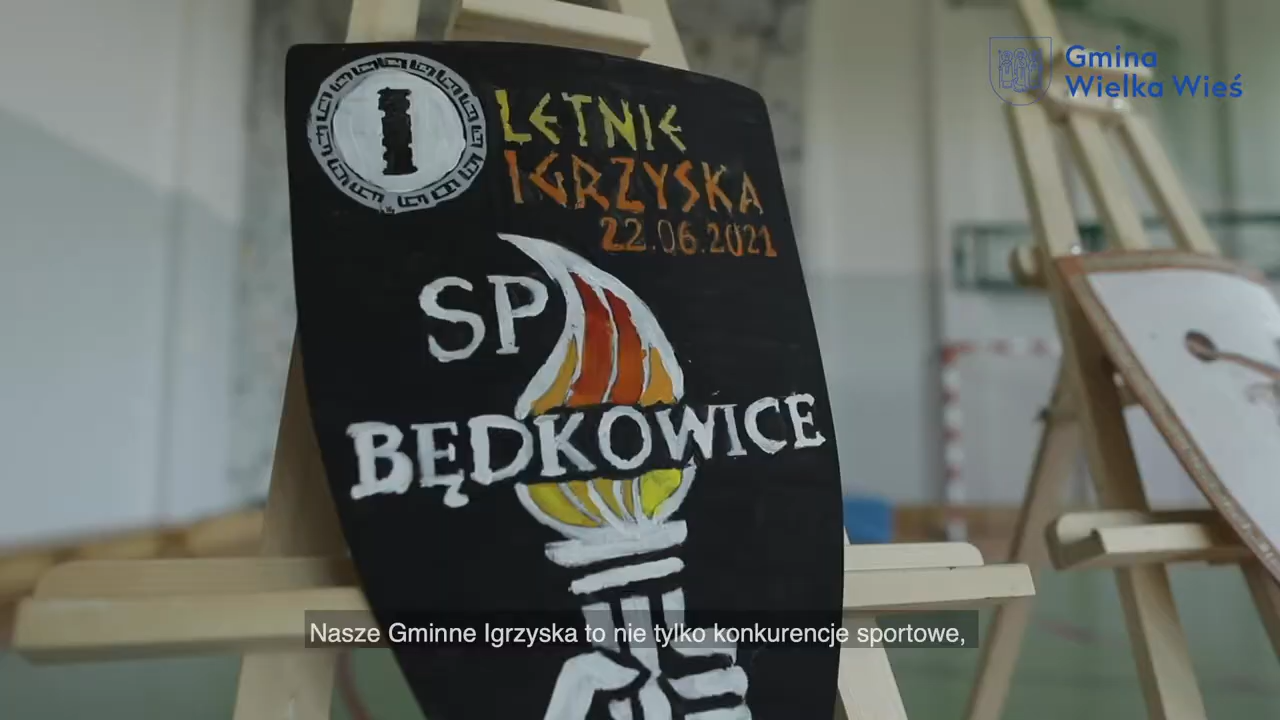 I
LETNIE
IGRZYSKA
22.06.2021
SP
BĘDKOWICE
Gmina
Wielka Wieś
Nasze Gminne Igrzyska to nie tylko konkurencje sportowe,